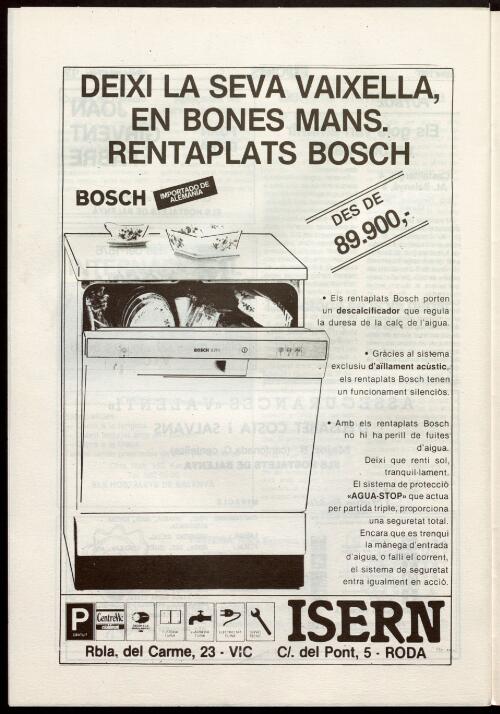 DEIXI LA SEVA VAIXELLA,
EN BONES MANS.
RENTAPLATS BOSCH
BOSCH
IMPORTADO DE
ALEMANIA
DES DE
89.900,-
• Els rentaplats Bosch porten
un descalcificador que regula
la duresa de la calç de l'aigua.
• Gràcies al sistema
exclusiu d'aïllament acústic,
els rentaplats Bosch tenen
un funcionament silenciós.
• Amb els rentaplats Bosch
no hi ha perill de fuites
d'aigua.
Deixi que renti sol,
tranquil·lament.
El sistema de protecció
«AGUA-STOP» que actua
per partida triple, proporciona
una seguretat total.
Encara que es trenqui
la mànega d'entrada
d'aigua, o falli el corrent,
el sistema de seguretat
entra igualment en acció.
BOSCH
P
CentreVic
ISERN
Rbla. del Carme, 23 - VIC C/. del Pont, 5 - RODA